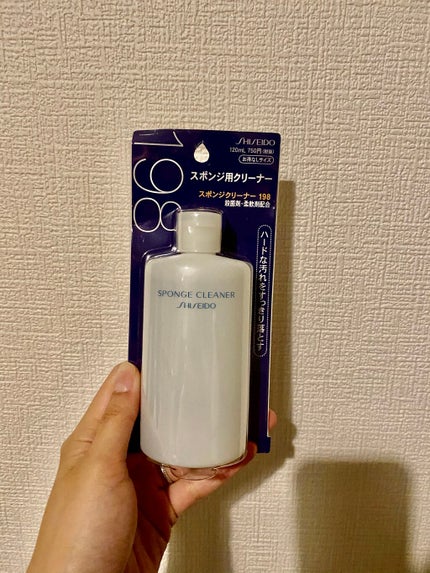 198
SHISEIDO
120mL 750円(税抜)
お得なLサイズ
スポンジ用クリーナー
スポンジクリーナー 198
殺菌剤・柔軟剤配合
ハードな汚れをすっきり落とす
SPONGE CLEANER
SHISEIDO